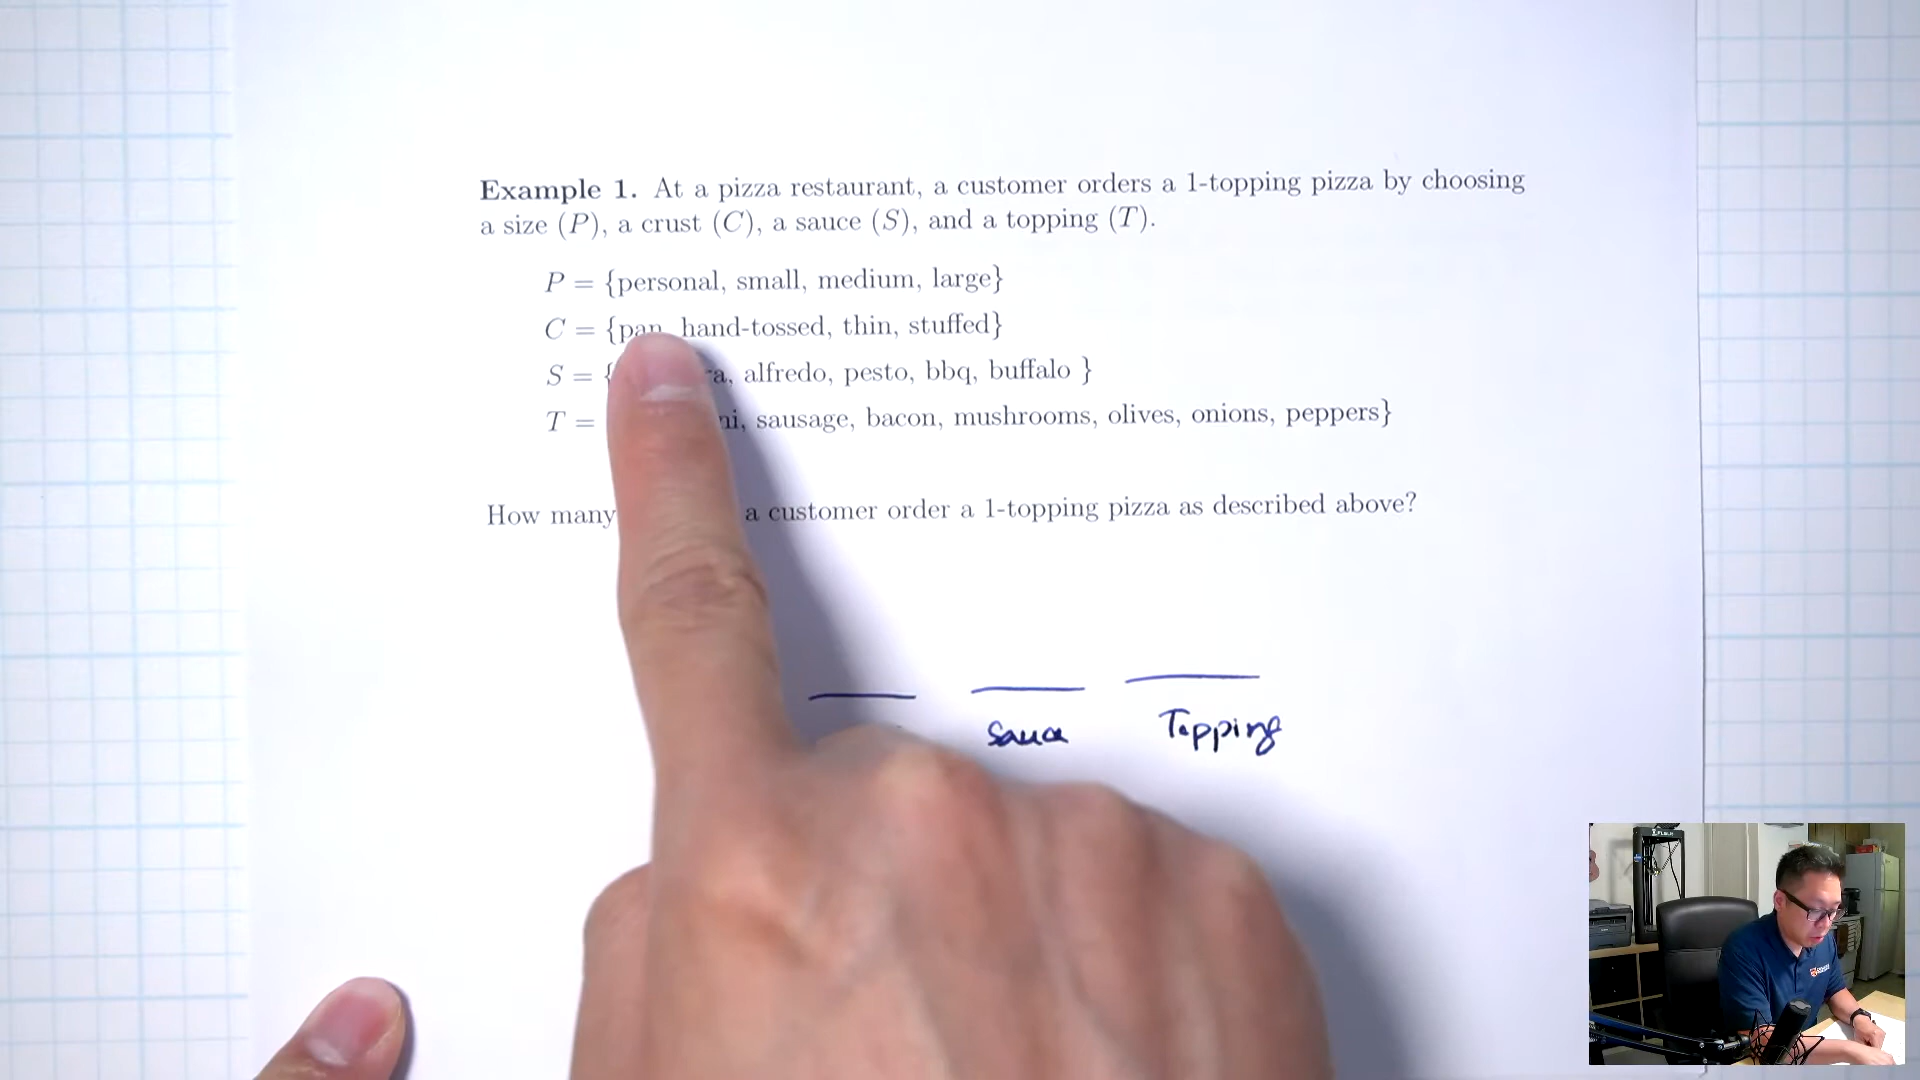 Example 1. At a pizza restaurant, a customer orders a 1-topping pizza by choosing
a size (P), a crust (C), a sauce (S), and a topping (T).
P = {personal, small, medium, large}
C = {pan, hand-tossed, thin, stuffed}
S = { alfredo, pesto, bbq, buffalo }
T = sausage, bacon, mushrooms, olives, onions, peppers}
How many a customer order a 1-topping pizza as described above?
Sauce
Topping